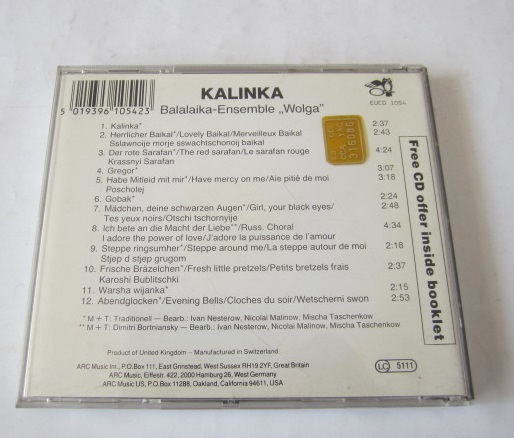 KALINKA
Balalaika-Ensemble „Wolga"
5 019396 105423
EUCD 1054
1. Kalinka* 2:37
2. Herrlicher Baikal*/Lovely Baikal/Merveilleux Baikal 2:43
Sslawnoije morje sswachtschonoij baikal
3. Der rote Sarafan*/The red sarafan/Le sarafan rouge 4:24
Krassnyi Sarafan
4. Gregor* 3:07
5. Habe Mitleid mit mir*/Have mercy on me/Aie pitié de moi 3:18
Poscholej
6. Gobak* 2:24
7. Mädchen, deine schwarzen Augen*/Girl, your black eyes/ 2:48
Tes yeux noirs/Otschi tschornyije
8. Ich bete an die Macht der Liebe**/Russ. Choral 4:34
I adore the power of love/J'adore la puissance de l'amour
9. Steppe ringsumher*/Steppe around me/La steppe autour de moi 2:18
Stjep d stjep grugom
10. Frische Bräzelchen*/Fresh little pretzels/Petits bretzels frais 2:37
Karoshi Bublitschki
11. Warsha wijanka* 2:15
12. Abendglocken*/Evening Bells/Cloches du soir/Wetscherni swon 2:53
* M + T: Traditionell – Bearb.: Ivan Nesterow, Nicolai Malinow, Mischa Taschenkow
** M + T: Dimitri Bortniansky – Bearb.: Ivan Nesterow, Nicolai Malinow, Mischa Taschenkow
Product of United Kingdom – Manufactured in Switzerland
ARC Music Int., P.O.Box 111, East Grinstead, West Sussex RH19 2YF, Great Britain
ARC Music, Eiffestr. 422, 2000 Hamburg 26, West Germany
ARC Music US, P.O.Box 11288, Oakland, California 94611, USA
LC 5111
Free CD offer inside booklet
316080